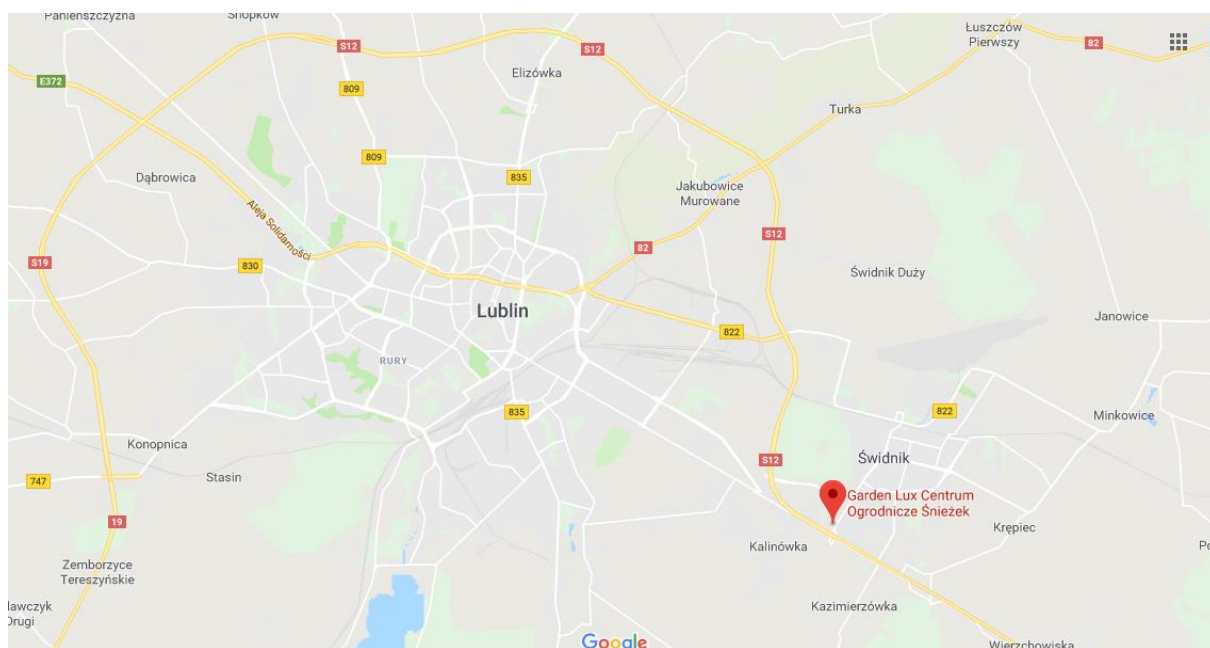 Panieńszczyzna
Snopków
Łuszczów
Pierwszy
S12
S12
82
E372
809
Elizówka
Turka
809
835
Dąbrowica
Jakubowice
Murowane
Aleja Solidarności
S12
82
S19
830
Świdnik Duży
Lublin
Janowice
822
RURY
835
822
Minkowice
Konopnica
Świdnik
S12
Stasin
747
Garden Lux Centrum
Ogrodnicze Śnieżek
19
Krępiec
Kalinówka
Zemborzyce
Tereszyńskie
Kazimierzówka
Google
Wierzchowiska